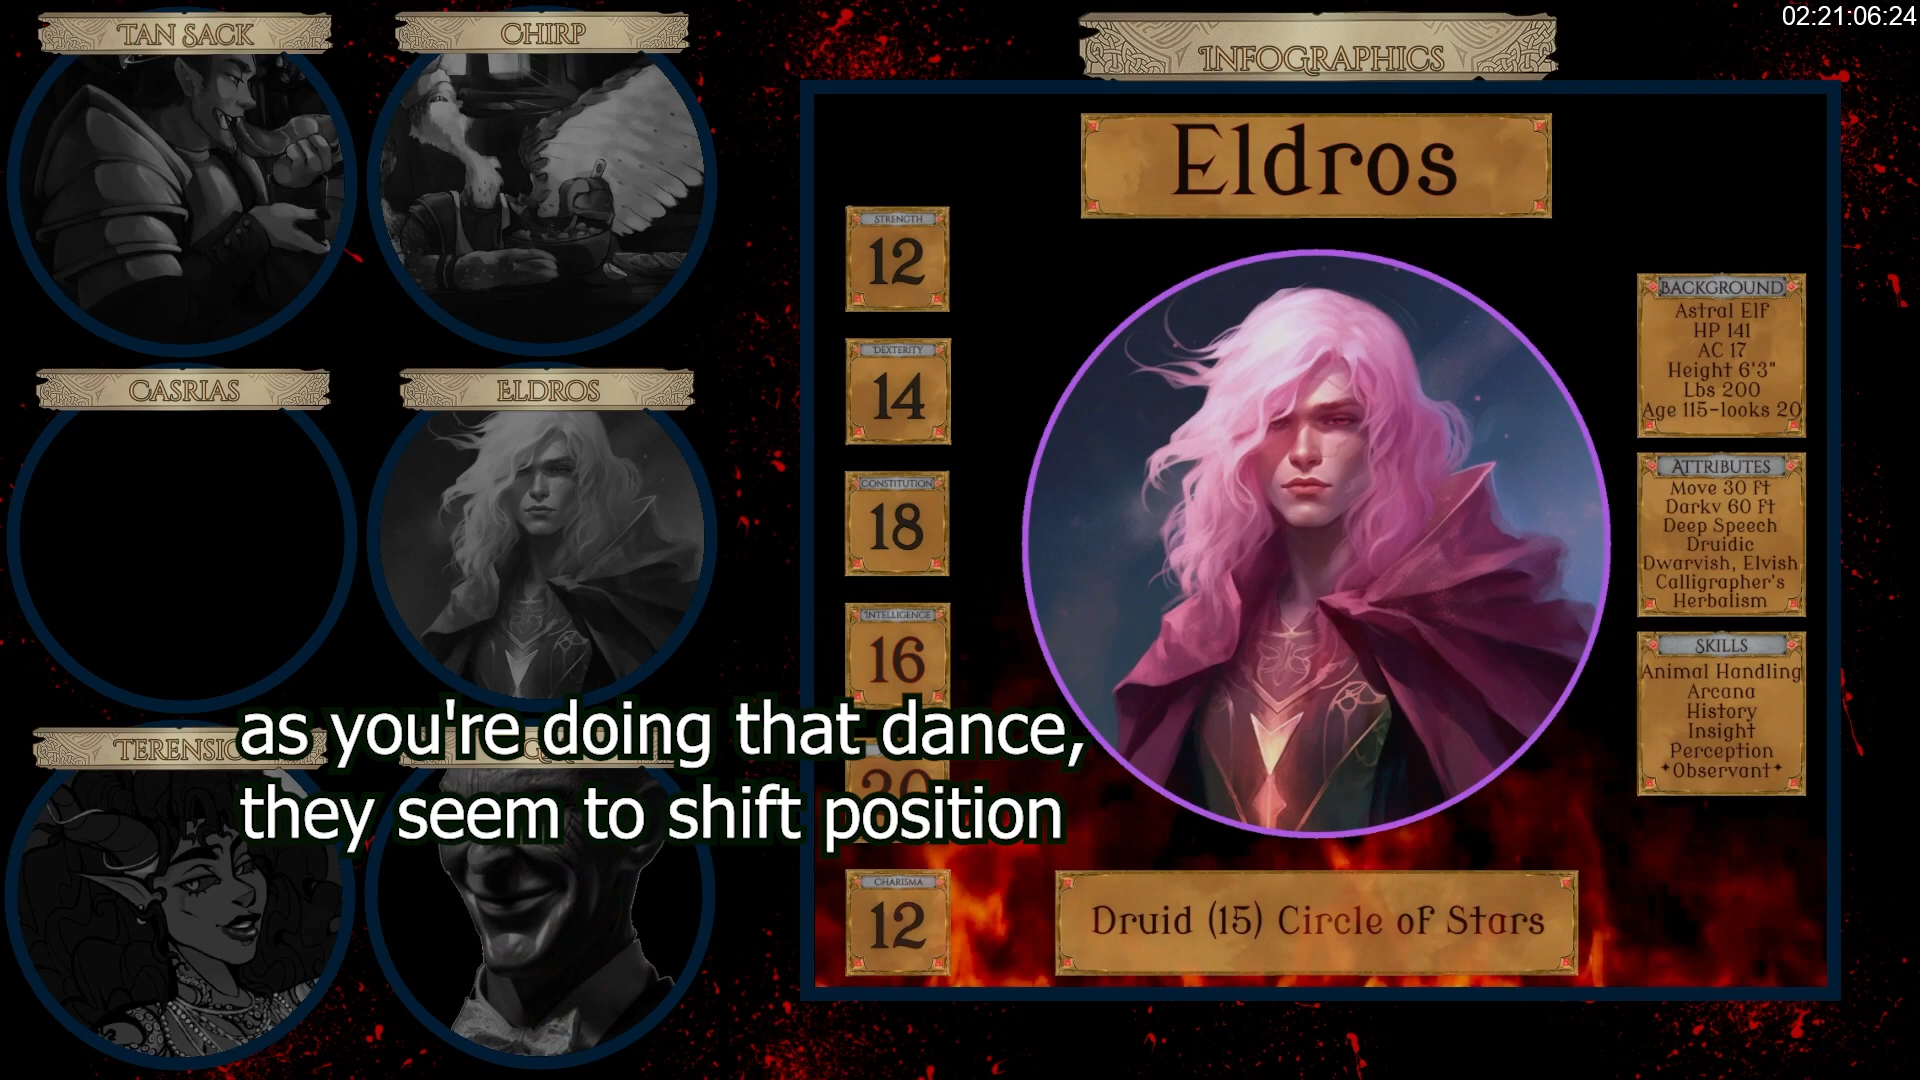 02:21:06:24
TAN SACK
CHIRP
INFOGRAPHICS
Eldros
STRENGTH
12
DEXTERITY
14
CONSTITUTION
18
INTELLIGENCE
16
20
CHARISMA
12
BACKGROUND
Astral Elf
HP 141
AC 17
Height 6'3"
Lbs 200
Age 115-looks 20
ATTRIBUTES
Move 30 ft
Darkv 60 ft
Deep Speech
Druidic
Dwarvish, Elvish
Calligrapher's
Herbalism
SKILLS
Animal Handling
Arcana
History
Insight
Perception
*Observant*
CASRIAS
ELDROS
as you're doing that dance,
they seem to shift position
Druid (15) Circle of Stars